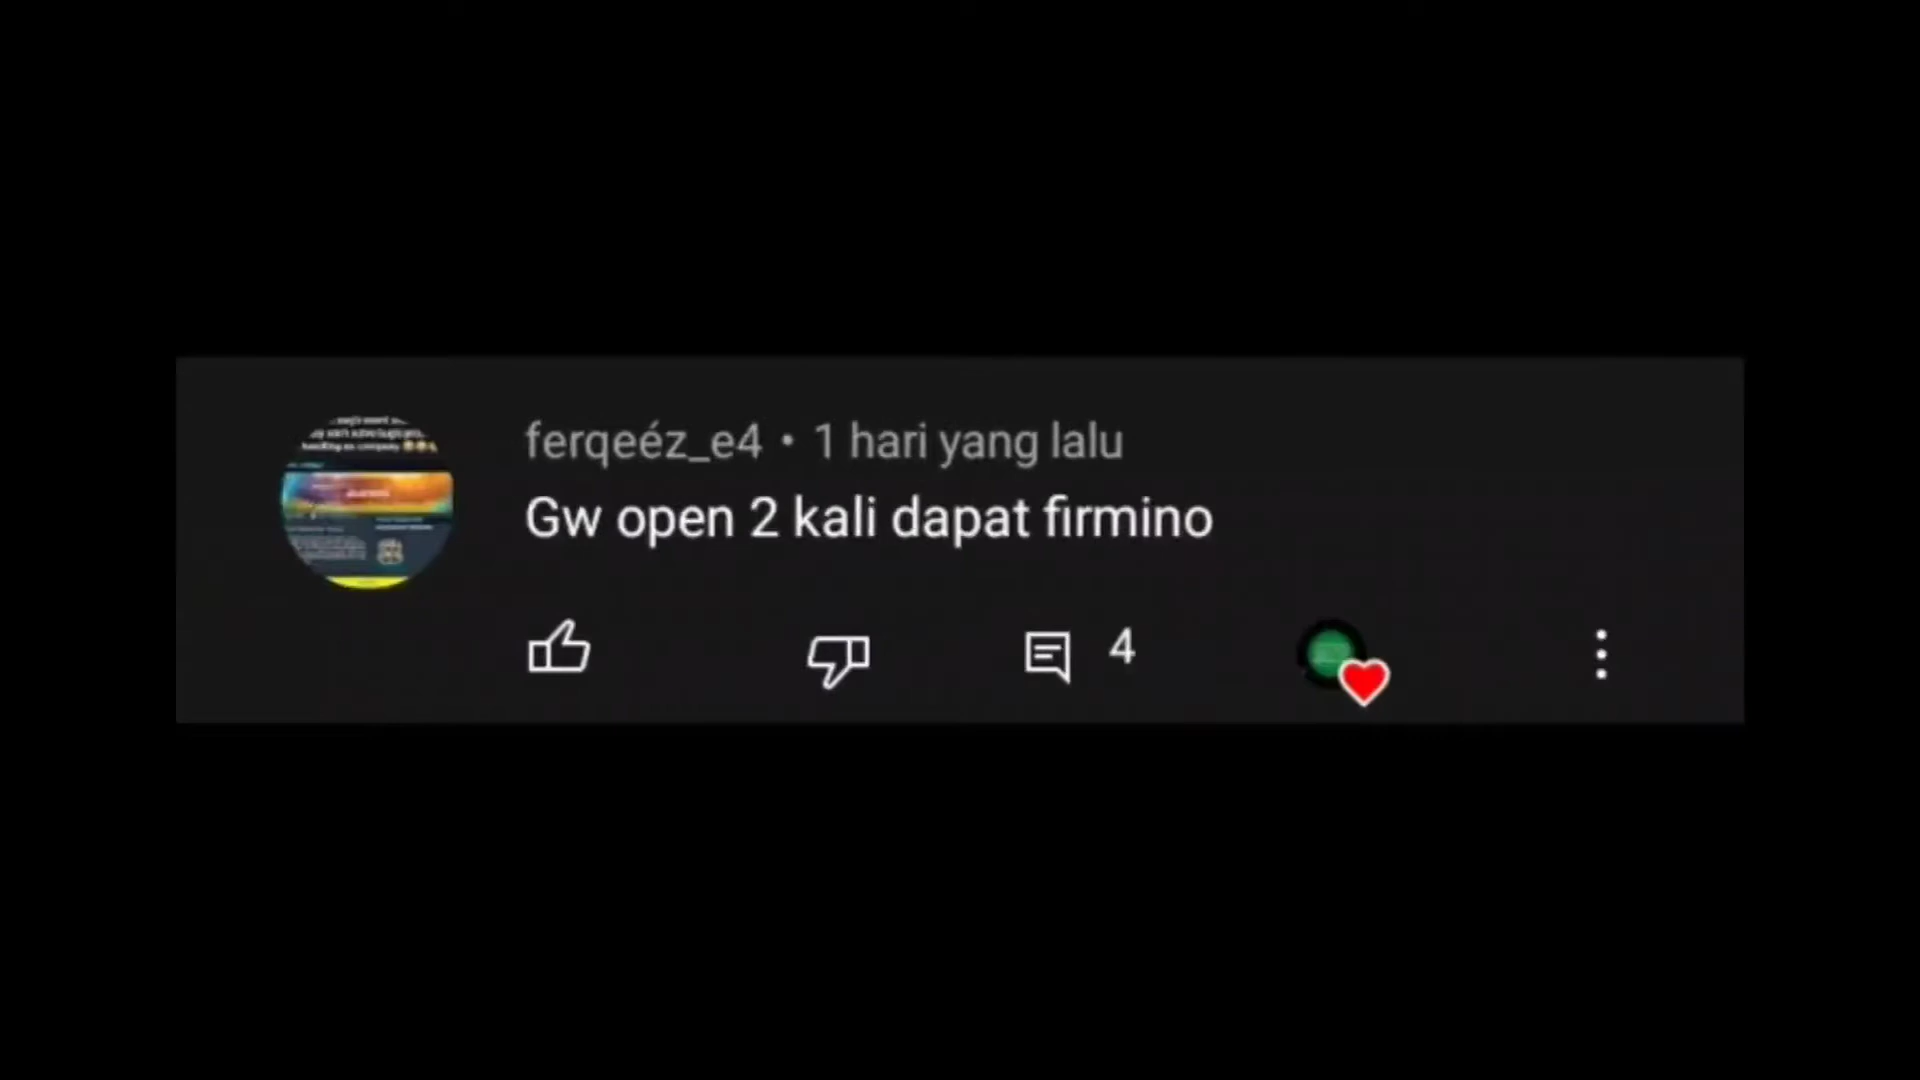 ferqeéz_e4 • 1 hari yang lalu
Gw open 2 kali dapat firmino
4